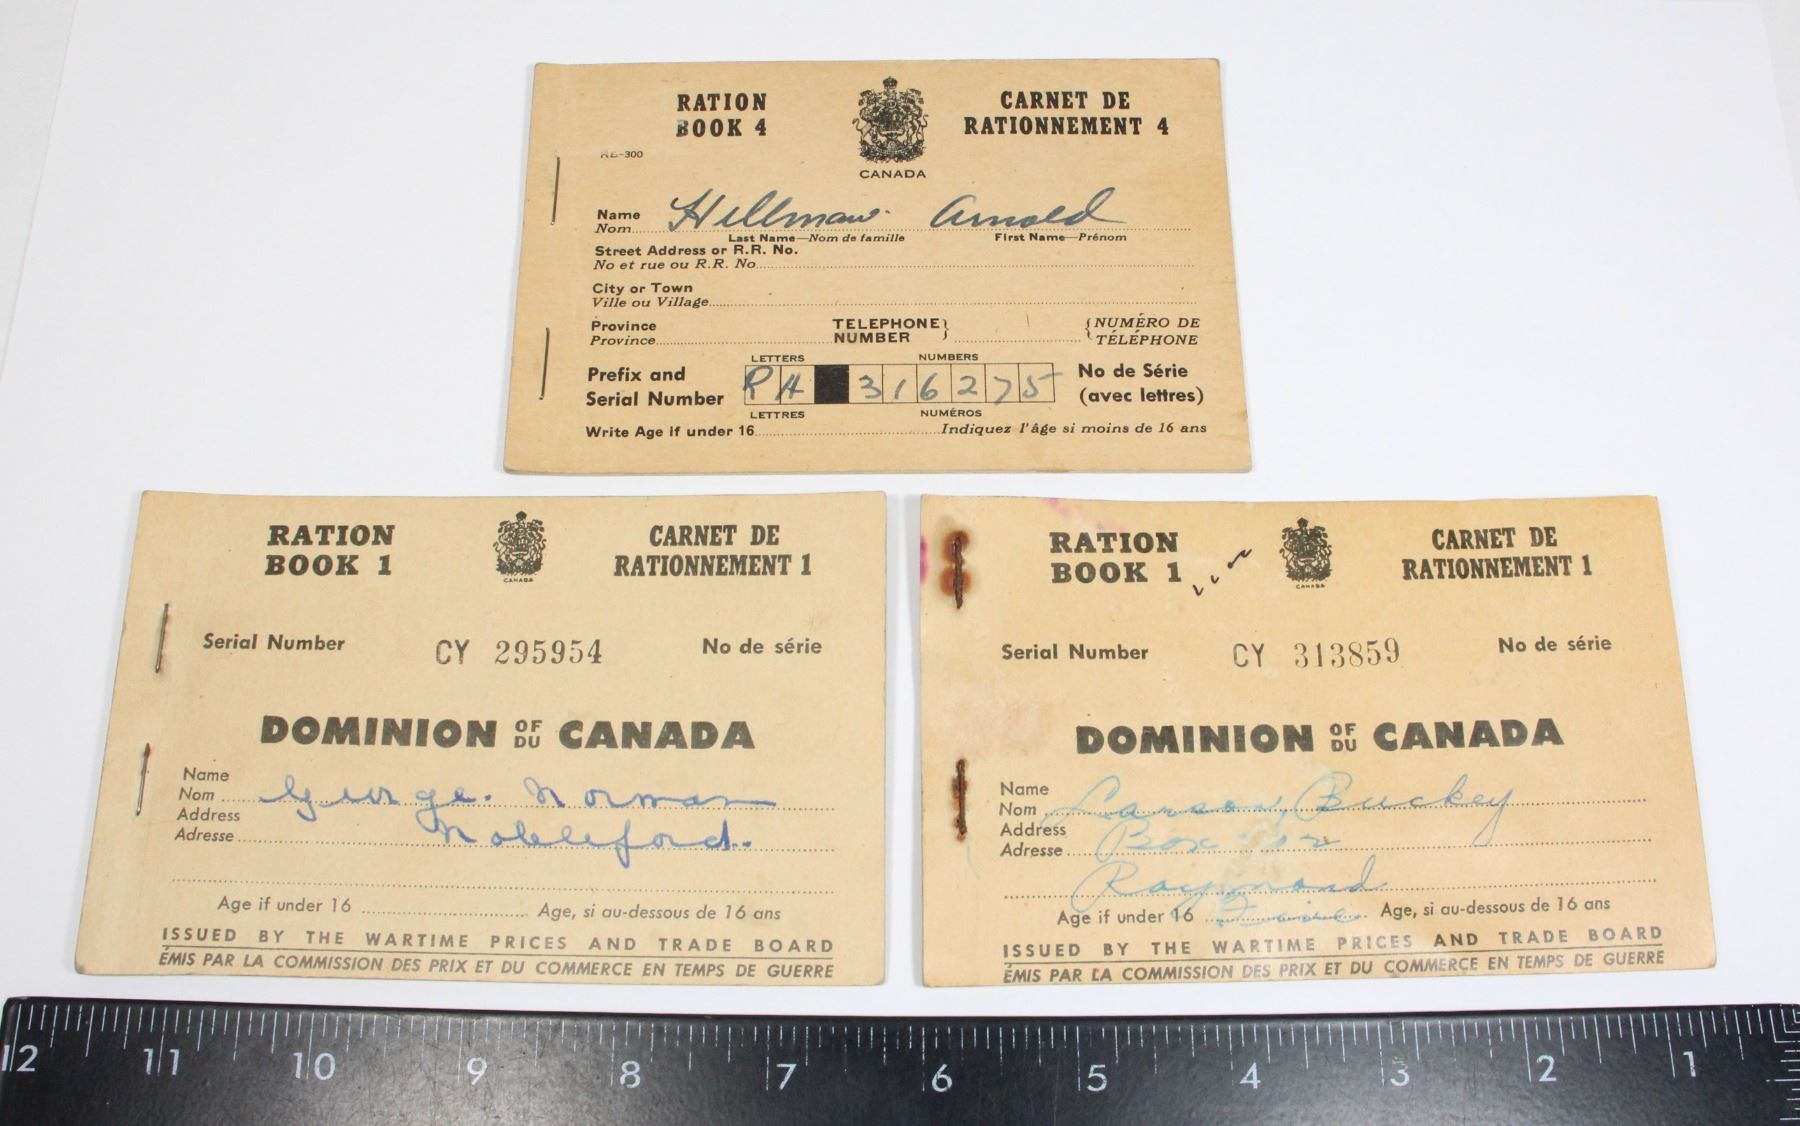 RATION BOOK 4
CANADA
CARNET DE RATIONNEMENT 4
RE-300
Name Hillman Arnold
Nom
Last Name—Nom de famille First Name—Prénom
Street Address or R.R. No.
No et rue ou R.R. No
City or Town
Ville ou Village
Province TELEPHONE NUMBER NUMÉRO DE TÉLÉPHONE
Province
LETTERS NUMBERS
Prefix and Serial Number PA 316275 No de Série (avec lettres)
LETTRES NUMÉROS
Write Age if under 16 Indiquez l'âge si moins de 16 ans
RATION BOOK 1
CANADA
CARNET DE RATIONNEMENT 1
Serial Number CY 295954 No de série
DOMINION OF DU CANADA
Name
Nom George. Norman
Address
Adresse Nobleford.
Age if under 16 Age, si au-dessous de 16 ans
ISSUED BY THE WARTIME PRICES AND TRADE BOARD
ÉMIS PAR LA COMMISSION DES PRIX ET DU COMMERCE EN TEMPS DE GUERRE
RATION BOOK 1
CANADA
CARNET DE RATIONNEMENT 1
Serial Number CY 313859 No de série
DOMINION OF DU CANADA
Name
Nom Larson, Buckey
Address
Adresse Box
Raymond
Age if under 16 Five Age, si au-dessous de 16 ans
ISSUED BY THE WARTIME PRICES AND TRADE BOARD
ÉMIS PAR LA COMMISSION DES PRIX ET DU COMMERCE EN TEMPS DE GUERRE
12 11 10 9 8 7 6 5 4 3 2 1